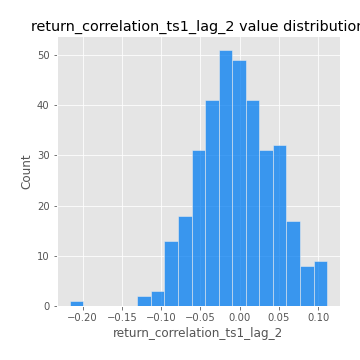 return_correlation_ts1_lag_2 value distribution
50
40
30
20
10
0
Count
−0.20 −0.15 −0.10 −0.05 0.00 0.05 0.10
return_correlation_ts1_lag_2